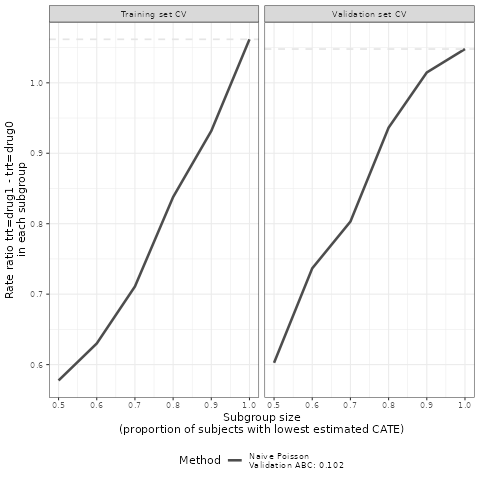 Training set CV
Validation set CV
Rate ratio trt=drug1 - trt=drug0
in each subgroup
1.0
0.9
0.8
0.7
0.6
0.5 0.6 0.7 0.8 0.9 1.0
0.5 0.6 0.7 0.8 0.9 1.0
Subgroup size
(proportion of subjects with lowest estimated CATE)
Method
Naive Poisson
Validation ABC: 0.102